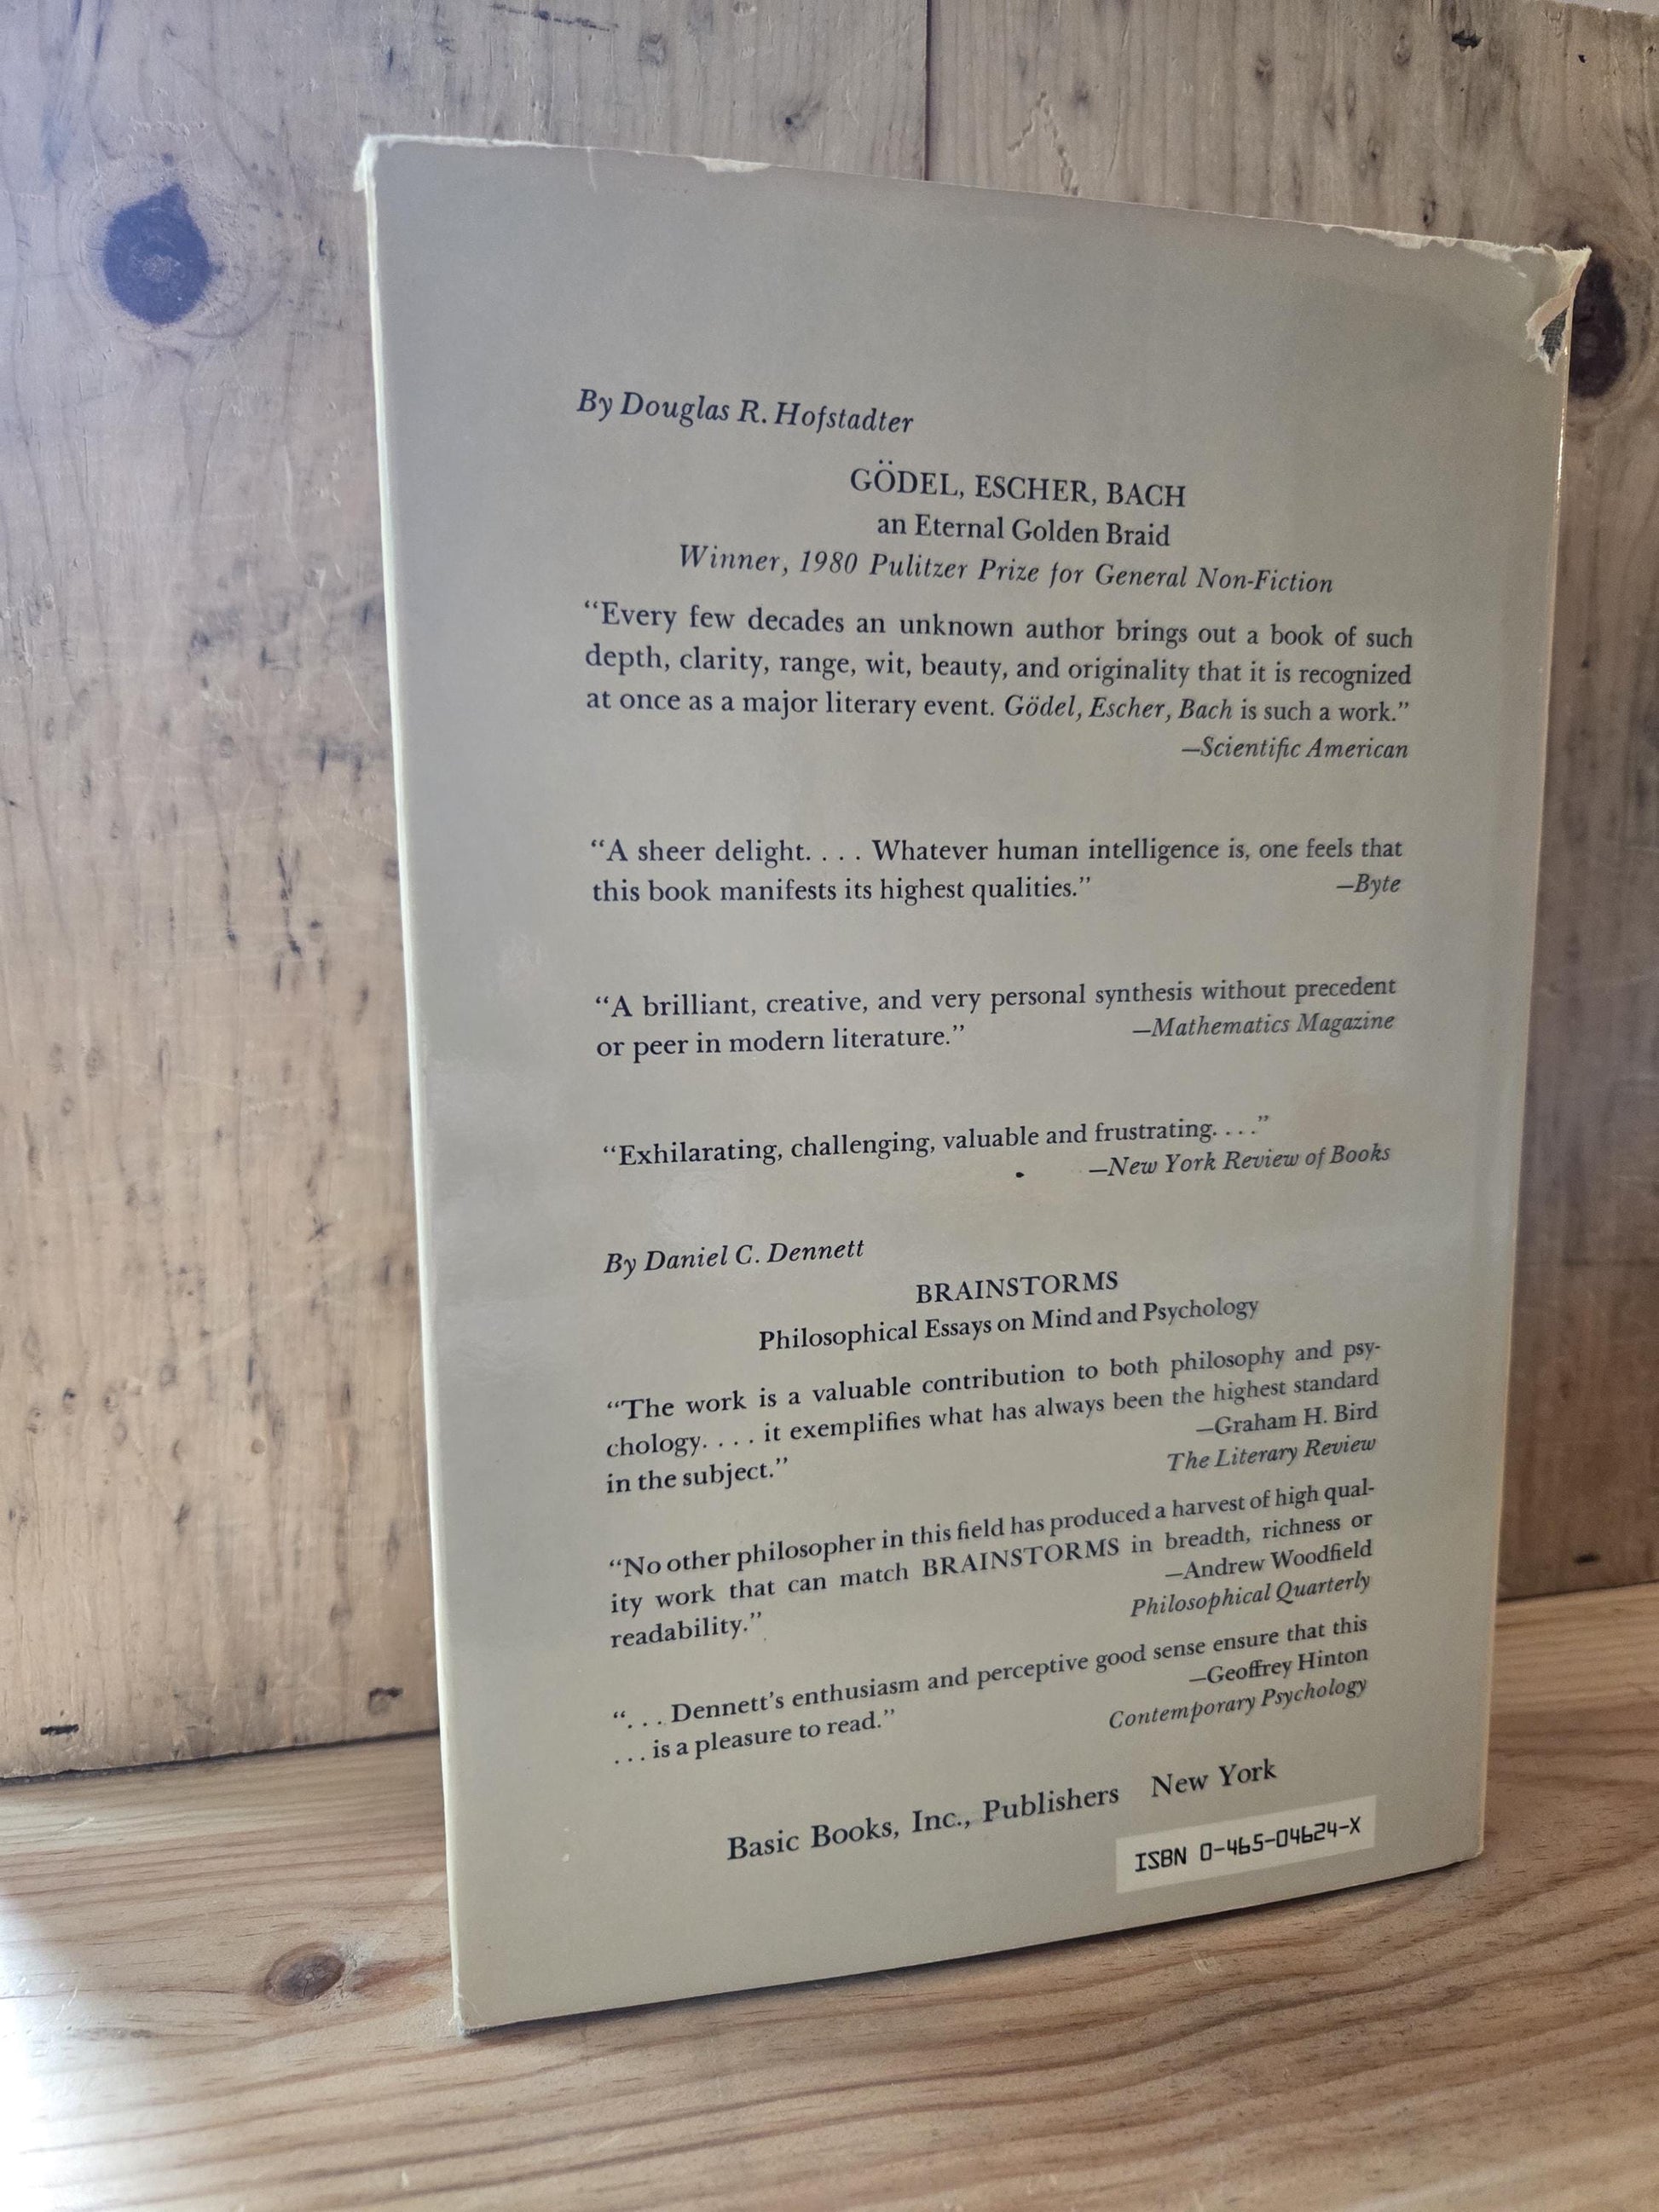 By Douglas R. Hofstadter
GÖDEL, ESCHER, BACH
an Eternal Golden Braid
Winner, 1980 Pulitzer Prize for General Non-Fiction
“Every few decades an unknown author brings out a book of such
depth, clarity, range, wit, beauty, and originality that it is recognized
at once as a major literary event. Gödel, Escher, Bach is such a work.”
—Scientific American
“A sheer delight. . . . Whatever human intelligence is, one feels that
this book manifests its highest qualities.” —Byte
“A brilliant, creative, and very personal synthesis without precedent
or peer in modern literature.” —Mathematics Magazine
“Exhilarating, challenging, valuable and frustrating. . . .”
—New York Review of Books
By Daniel C. Dennett
BRAINSTORMS
Philosophical Essays on Mind and Psychology
“The work is a valuable contribution to both philosophy and psy-
chology. . . . it exemplifies what has always been the highest standard
in the subject.” —Graham H. Bird
The Literary Review
“No other philosopher in this field has produced a harvest of high qual-
ity work that can match BRAINSTORMS in breadth, richness or
readability.” —Andrew Woodfield
Philosophical Quarterly
“. . . Dennett’s enthusiasm and perceptive good sense ensure that this
. . . is a pleasure to read.” —Geoffrey Hinton
Contemporary Psychology
Basic Books, Inc., Publishers New York
ISBN 0-465-04624-X